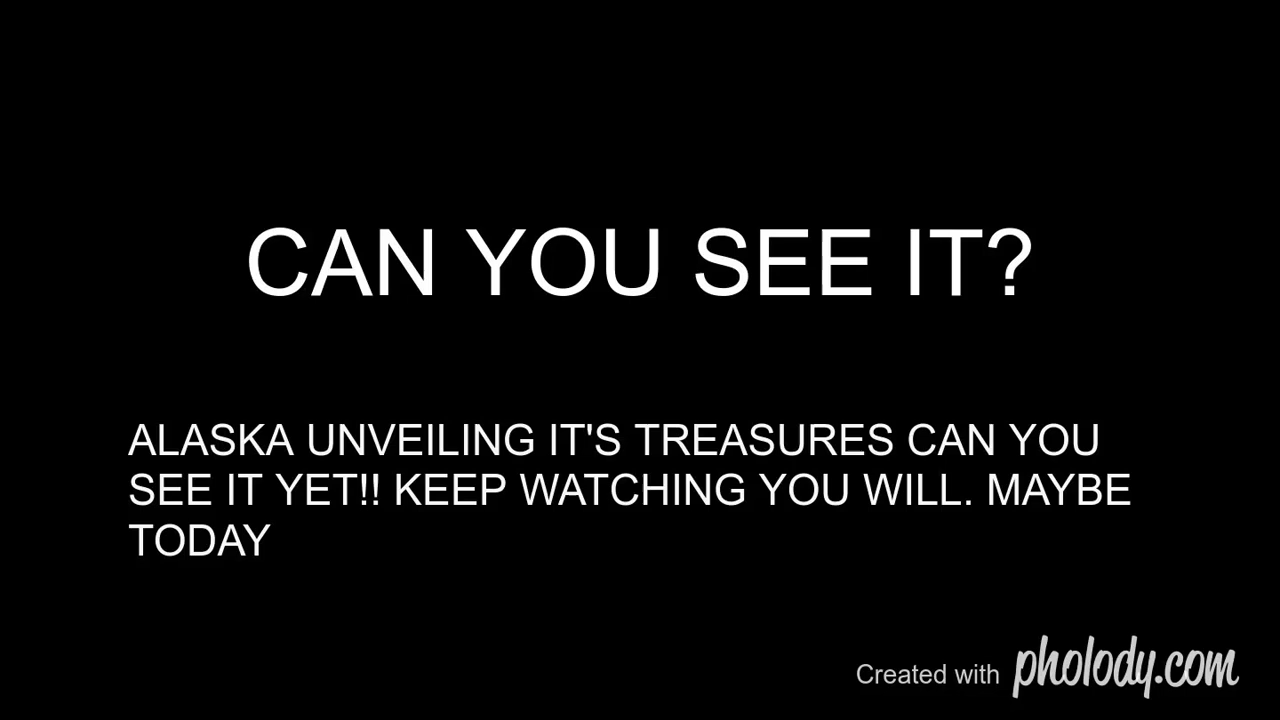 CAN YOU SEE IT?
ALASKA UNVEILING IT'S TREASURES CAN YOU
SEE IT YET!! KEEP WATCHING YOU WILL. MAYBE
TODAY
Created with pholody.com